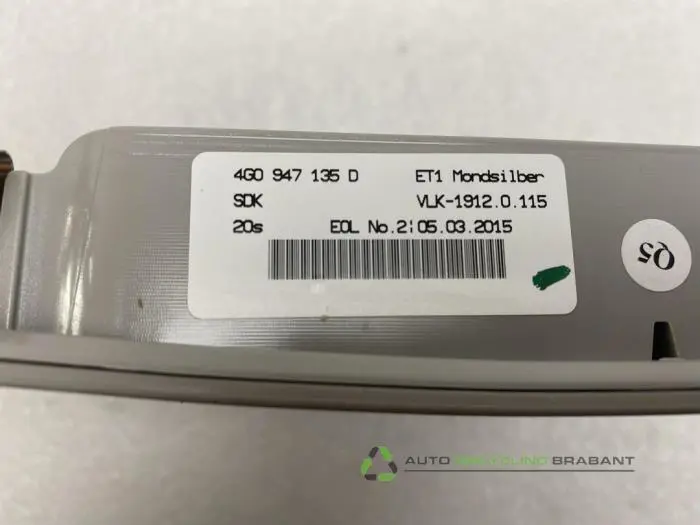 4G0 947 135 D ET1 Mondsilber
SDK VLK-1912.0.115
20s EOL No.2 05.03.2015
Q5
AUTO RECYCLING BRABANT